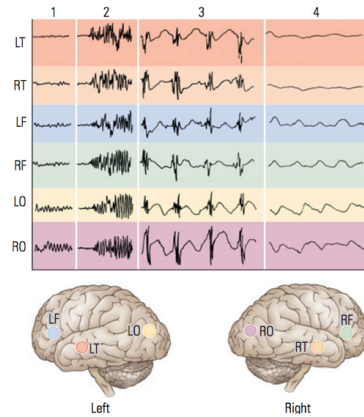 1 2 3 4
LT
RT
LF
RF
LO
RO
LF LO RO RF
LT RT
Left Right